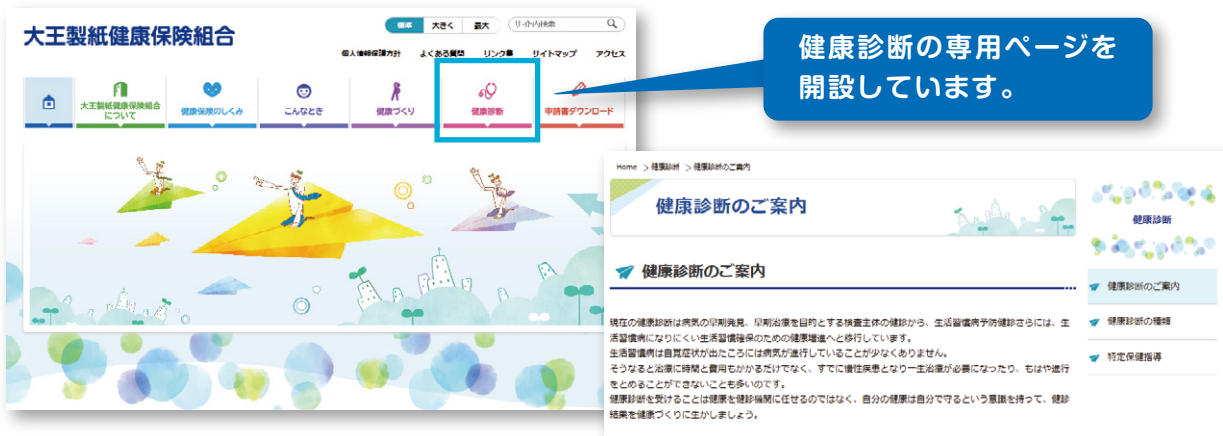 大王製紙健康保険組合
標準 大きく 最大 サイト内検索
個人情報保護方針 よくある質問 リンク集 サイトマップ アクセス
大王製紙健康保険組合
について
健康保険のしくみ
こんなとき
健康づくり
健康診断
申請書ダウンロード
健康診断の専用ページを
開設しています。
Home > 健康診断 > 健康診断のご案内
健康診断のご案内
健康診断のご案内
現在の健康診断は病気の早期発見、早期治療を目的とする検査主体の健診から、生活習慣病予防健診さらには、生
活習慣病になりにくい生活習慣確保のための健康増進へと移行しています。
生活習慣病は自覚症状が出たころには病気が進行していることが少なくありません。
そうなると治療に時間と費用もかかるだけでなく、すでに慢性疾患となり一生治療が必要になったり、もはや進行
をとめることができないことも多いのです。
健康診断を受けることは健康を健診機関に任せるのではなく、自分の健康は自分で守るという意識を持って、健診
結果を健康づくりに生かしましょう。
健康診断
健康診断のご案内
健康診断の種類
特定保健指導